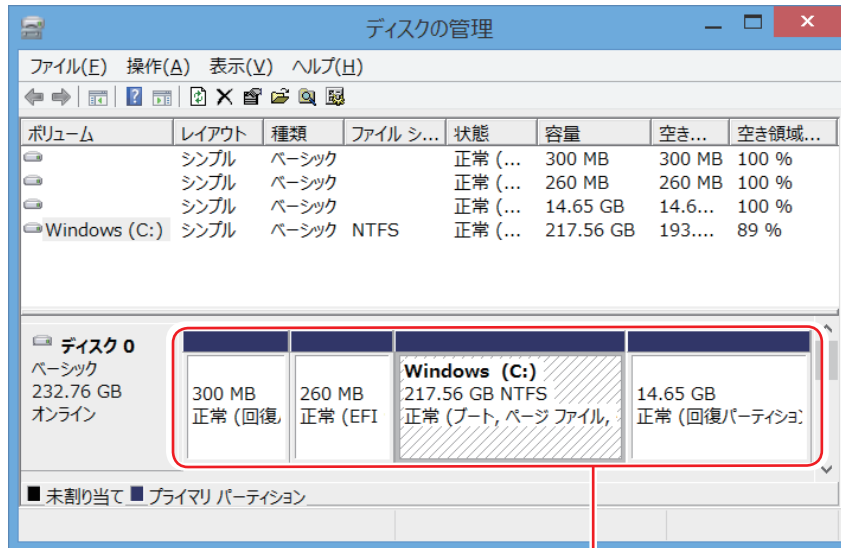 ディスクの管理
ファイル(F) 操作(A) 表示(V) ヘルプ(H)
ボリューム レイアウト 種類 ファイル シ... 状態 容量 空き... 空き領域...
シンプル ベーシック 正常 (... 300 MB 300 MB 100 %
シンプル ベーシック 正常 (... 260 MB 260 MB 100 %
シンプル ベーシック 正常 (... 14.65 GB 14.6... 100 %
Windows (C:) シンプル ベーシック NTFS 正常 (... 217.56 GB 193.... 89 %
ディスク 0
ベーシック
232.76 GB
オンライン
300 MB
正常 (回復
260 MB
正常 (EFI
Windows (C:)
217.56 GB NTFS
正常 (ブート, ページ ファイル,
14.65 GB
正常 (回復パーティション
未割り当て プライマリ パーティション